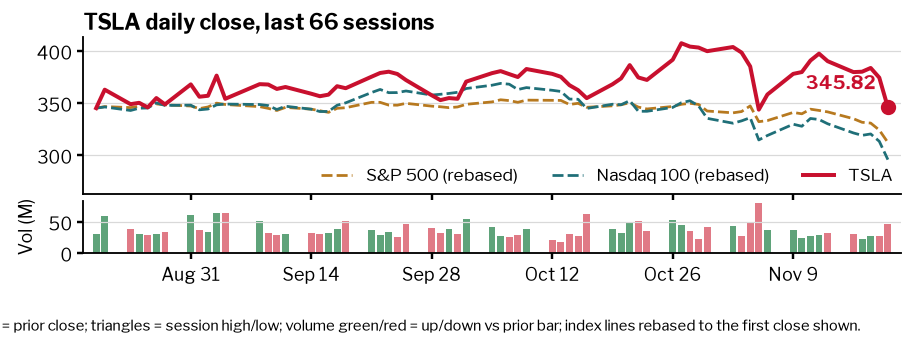 TSLA daily close, last 66 sessions
400
350
300
345.82
S&P 500 (rebased)
Nasdaq 100 (rebased)
TSLA
Vol (M)
50
0
Aug 31
Sep 14
Sep 28
Oct 12
Oct 26
Nov 9
= prior close; triangles = session high/low; volume green/red = up/down vs prior bar; index lines rebased to the first close shown.